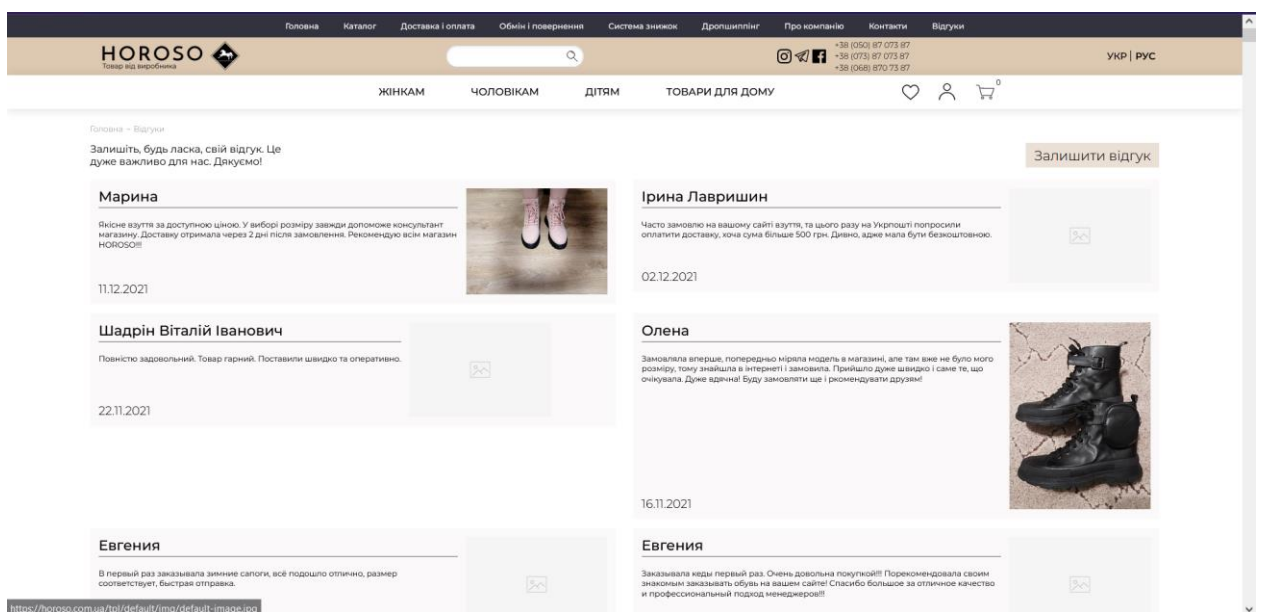 Головна Каталог Доставка і оплата Обмін і повернення Система знижок Дропшиппінг Про компанію Контакти Відгуки
HOROSO
Товар від виробника
+38 (050) 87 073 87
+38 (073) 87 073 87
+38 (068) 870 73 87
УКР | РУС
ЖІНКАМ ЧОЛОВІКАМ ДІТЯМ ТОВАРИ ДЛЯ ДОМУ
0
Головна - Відгуки
Залишіть, будь ласка, свій відгук. Це
дуже важливо для нас. Дякуємо!
Залишити відгук
Марина
Якісне взуття за доступною ціною. У виборі розміру завжди допоможе консультант
магазину. Доставку отримала через 2 дні після замовлення. Рекомендую всім магазин
HOROSO!!!
11.12.2021
Ірина Лавришин
Часто замовлю на вашому сайті взуття, та цього разу на Укрпошті попросили
оплатити доставку, хоча сума більше 500 грн. Дивно, адже мала бути безкоштовною.
02.12.2021
Шадрін Віталій Іванович
Повністю задовольний. Товар гарний. Поставили швидко та оперативно.
22.11.2021
Олена
Замовляла вперше, попередньо міряла модель в магазині, але там вже не було мого
розміру, тому знайшла в інтернеті і замовила. Прийшло дуже швидко і саме те, що
очікувала. Дуже вдячна! Буду замовляти ще і ркомендувати друзям!
16.11.2021
Евгения
В первый раз заказывала зимние сапоги, всё подошло отлично, размер
соответствует, быстрая отправка.
Евгения
Заказывала кеды первый раз. Очень довольна покупкой!!! Порекомендовала своим
знакомым заказывать обувь на вашем сайте! Спасибо большое за отличное качество
и профессиональный подход менеджеров!!!
https://horoso.com.ua/tpl/default/img/default-image.jpg